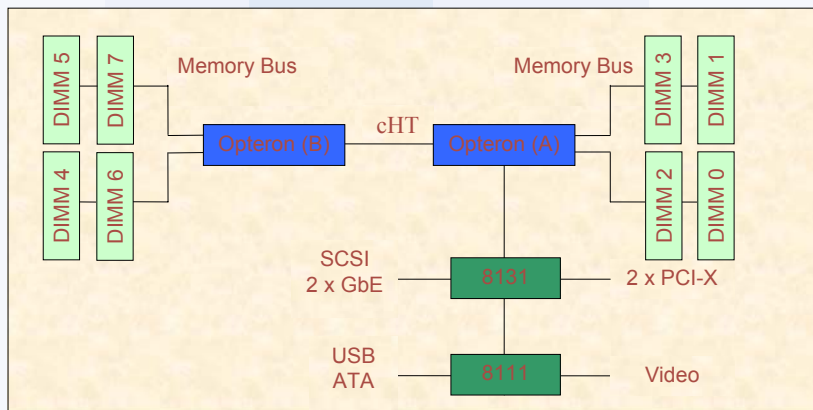 DIMM 5
DIMM 7
Memory Bus
Memory Bus
DIMM 3
DIMM 1
Opteron (B)
cHT
Opteron (A)
DIMM 4
DIMM 6
DIMM 2
DIMM 0
SCSI
2 x GbE
8131
2 x PCI-X
USB
ATA
8111
Video